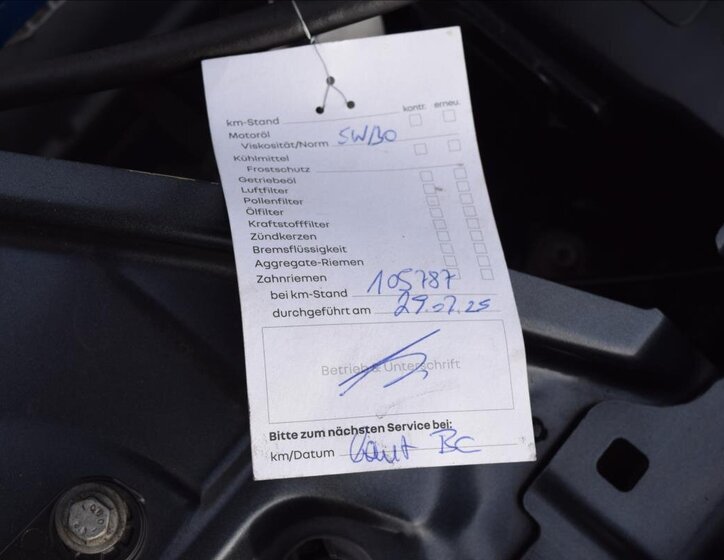 kontr. erneu.
km-Stand
Motoröl
Viskosität/Norm 5W30
Kühlmittel
Frostschutz
Getriebeöl
Luftfilter
Pollenfilter
Ölfilter
Kraftstofffilter
Zündkerzen
Bremsflüssigkeit
Aggregate-Riemen
Zahnriemen
bei km-Stand 105787
durchgeführt am 29.07.25
Betrieb & Unterschrift
Bitte zum nächsten Service bei:
km/Datum laut BC